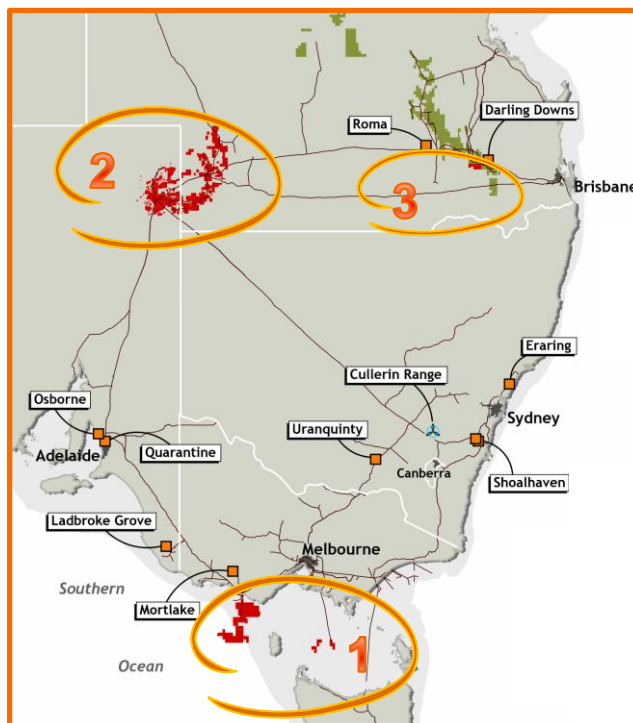 Roma
Darling Downs
2
3
Brisbane
Eraring
Cullerin Range
Osborne
Uranquinty
Sydney
Adelaide
Quarantine
Canberra
Shoalhaven
Ladbroke Grove
Melbourne
Southern
Mortlake
1
Ocean